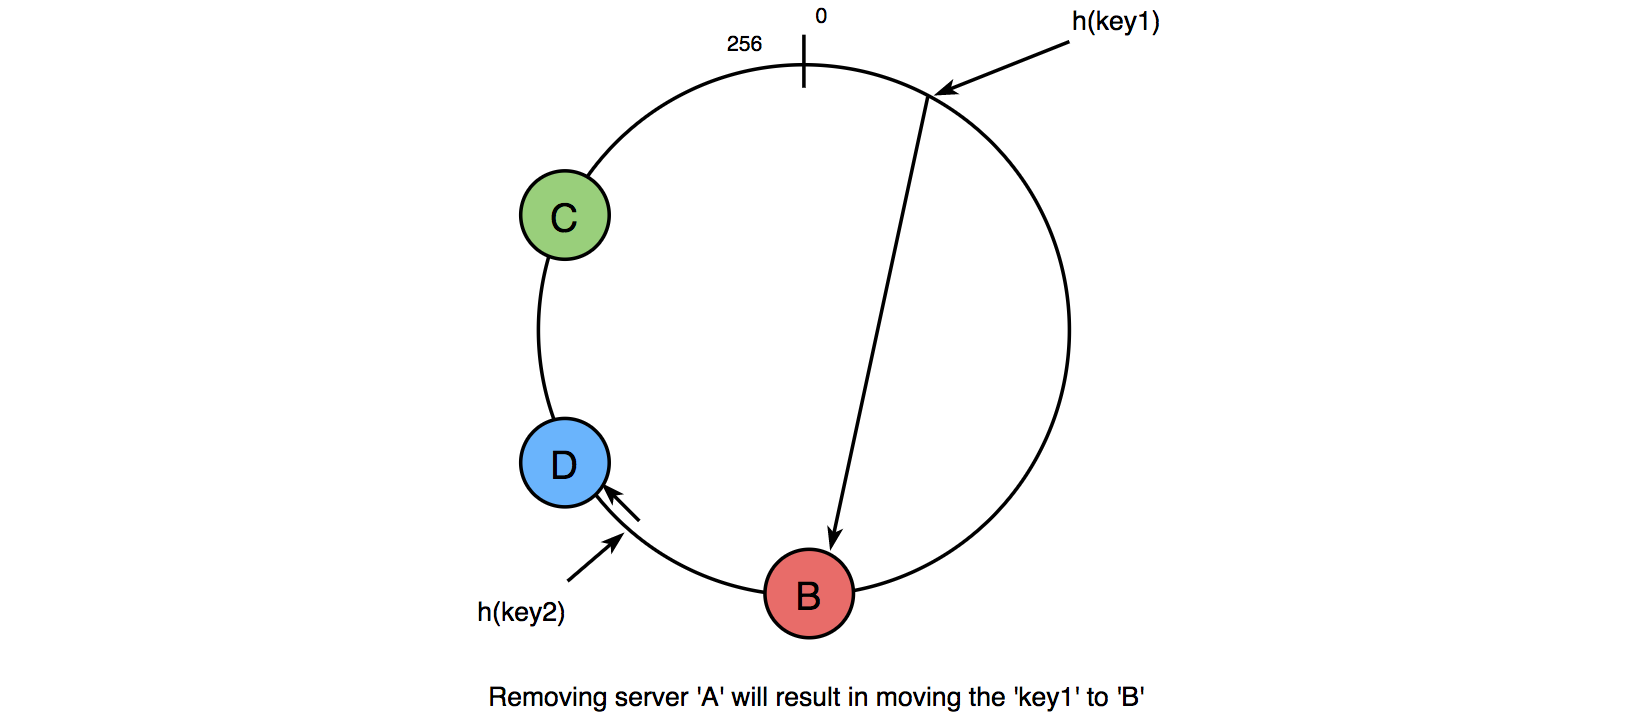 0
h(key1)
256
C
D
B
h(key2)
Removing server 'A' will result in moving the 'key1' to 'B'